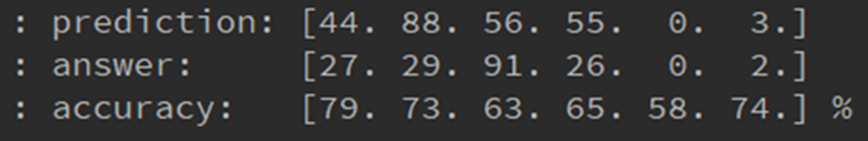 : prediction: [44. 88. 56. 55.  0.  3.]
: answer:     [27. 29. 91. 26.  0.  2.]
: accuracy:   [79. 73. 63. 65. 58. 74.] %